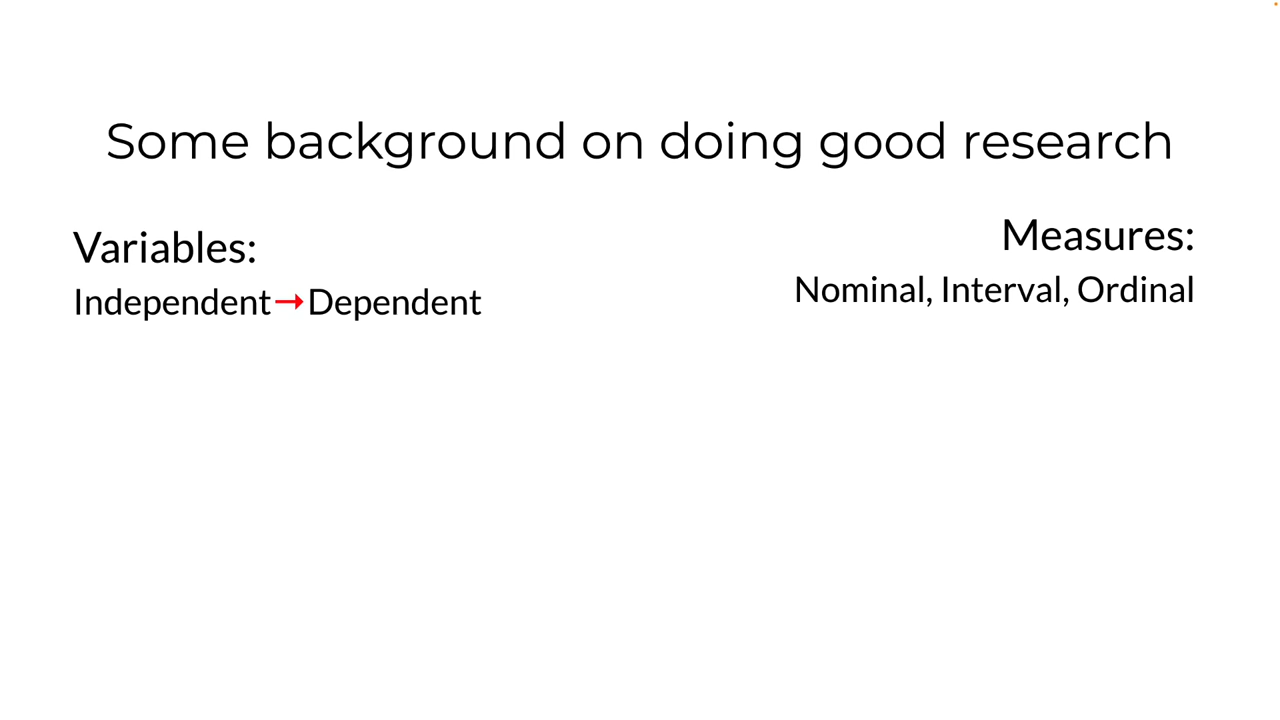 Some background on doing good research
Variables:
Independent→Dependent
Measures:
Nominal, Interval, Ordinal